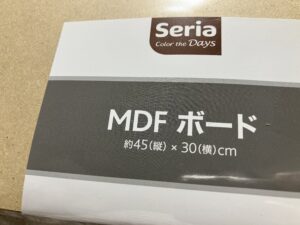 Seria
Color the Days
MDF ボード
約45(縦) × 30(横)cm